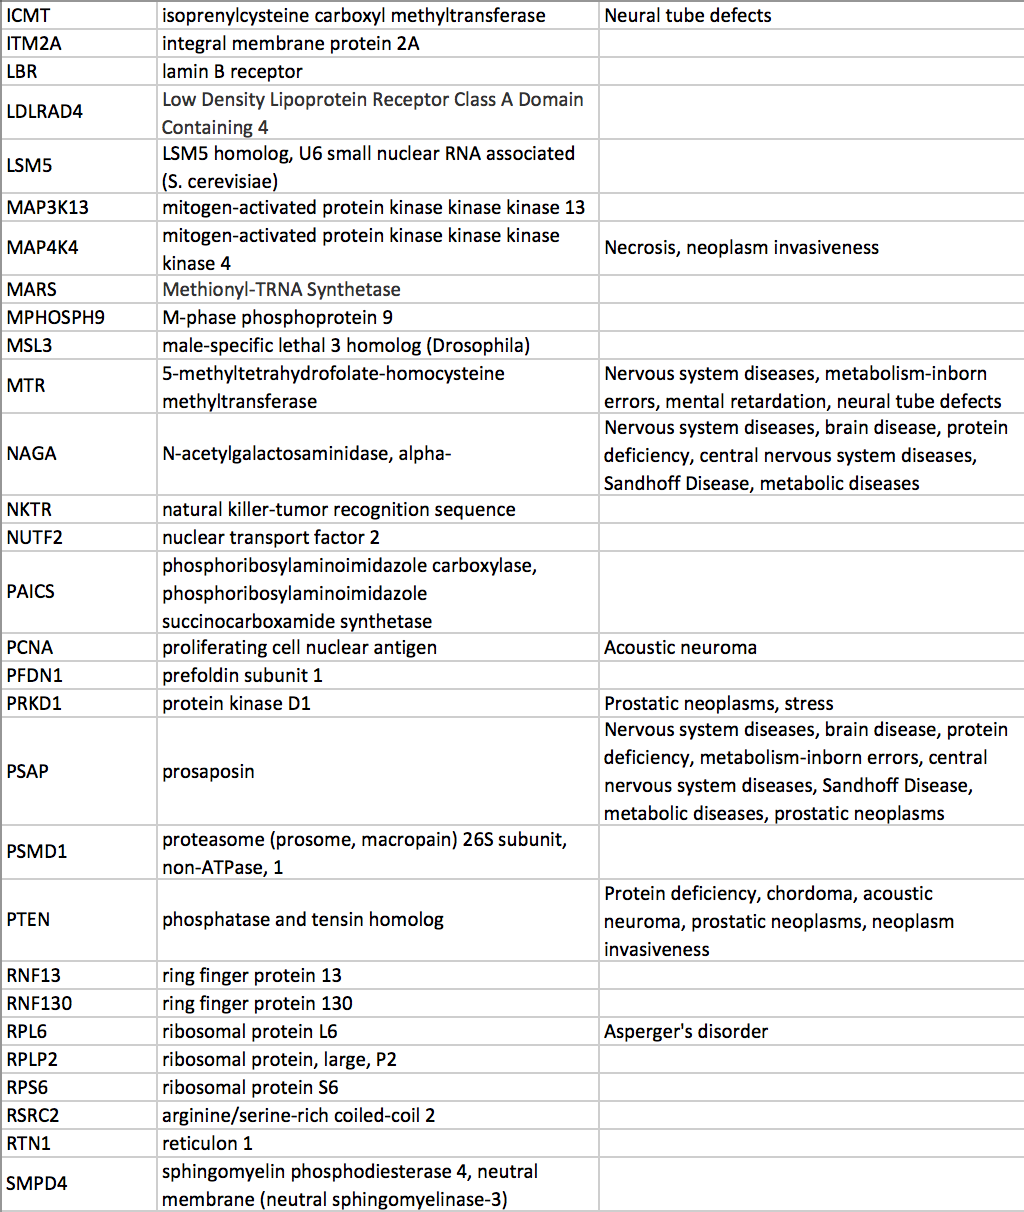 ICMT isoprenylcysteine carboxyl methyltransferase Neural tube defects
ITM2A integral membrane protein 2A
LBR lamin B receptor
LDLRAD4 Low Density Lipoprotein Receptor Class A Domain
Containing 4
LSM5 LSM5 homolog, U6 small nuclear RNA associated
(S. cerevisiae)
MAP3K13 mitogen-activated protein kinase kinase kinase 13
MAP4K4 mitogen-activated protein kinase kinase kinase
kinase 4 Necrosis, neoplasm invasiveness
MARS Methionyl-TRNA Synthetase
MPHOSPH9 M-phase phosphoprotein 9
MSL3 male-specific lethal 3 homolog (Drosophila)
MTR 5-methyltetrahydrofolate-homocysteine
methyltransferase Nervous system diseases, metabolism-inborn
errors, mental retardation, neural tube defects
NAGA N-acetylgalactosaminidase, alpha- Nervous system diseases, brain disease, protein
deficiency, central nervous system diseases,
Sandhoff Disease, metabolic diseases
NKTR natural killer-tumor recognition sequence
NUTF2 nuclear transport factor 2
PAICS phosphoribosylaminoimidazole carboxylase,
phosphoribosylaminoimidazole
succinocarboxamide synthetase
PCNA proliferating cell nuclear antigen Acoustic neuroma
PFDN1 prefoldin subunit 1
PRKD1 protein kinase D1 Prostatic neoplasms, stress
PSAP prosaposin Nervous system diseases, brain disease, protein
deficiency, metabolism-inborn errors, central
nervous system diseases, Sandhoff Disease,
metabolic diseases, prostatic neoplasms
PSMD1 proteasome (prosome, macropain) 26S subunit,
non-ATPase, 1
PTEN phosphatase and tensin homolog Protein deficiency, chordoma, acoustic
neuroma, prostatic neoplasms, neoplasm
invasiveness
RNF13 ring finger protein 13
RNF130 ring finger protein 130
RPL6 ribosomal protein L6 Asperger's disorder
RPLP2 ribosomal protein, large, P2
RPS6 ribosomal protein S6
RSRC2 arginine/serine-rich coiled-coil 2
RTN1 reticulon 1
SMPD4 sphingomyelin phosphodiesterase 4, neutral
membrane (neutral sphingomyelinase-3)